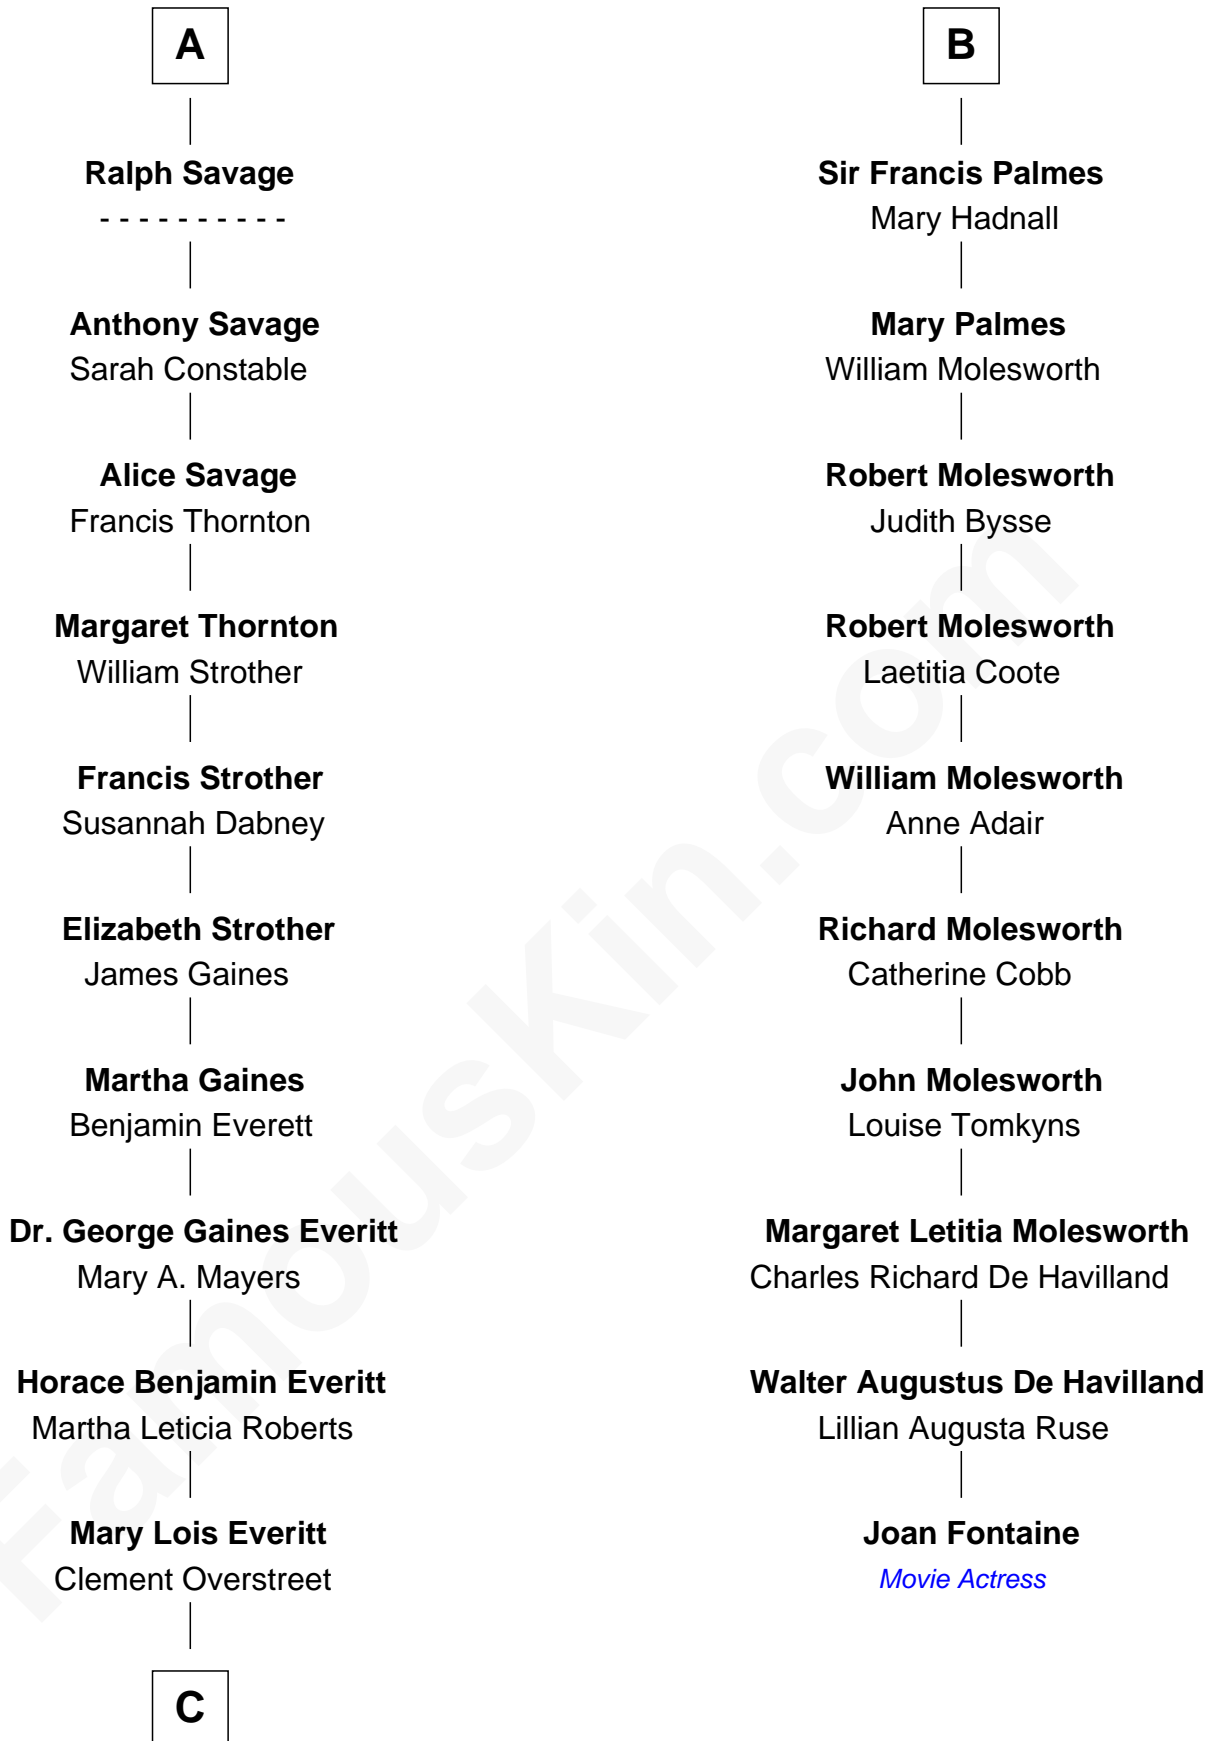 A
Ralph Savage
- - - - - - - - - -
Anthony Savage
Sarah Constable
Alice Savage
Francis Thornton
Margaret Thornton
William Strother
Francis Strother
Susannah Dabney
Elizabeth Strother
James Gaines
Martha Gaines
Benjamin Everett
Dr. George Gaines Everitt
Mary A. Mayers
Horace Benjamin Everitt
Martha Leticia Roberts
Mary Lois Everitt
Clement Overstreet
C
B
Sir Francis Palmes
Mary Hadnall
Mary Palmes
William Molesworth
Robert Molesworth
Judith Bysse
Robert Molesworth
Laetitia Coote
William Molesworth
Anne Adair
Richard Molesworth
Catherine Cobb
John Molesworth
Louise Tomkyns
Margaret Letitia Molesworth
Charles Richard De Havilland
Walter Augustus De Havilland
Lillian Augusta Ruse
Joan Fontaine
Movie Actress
FamousKin.com